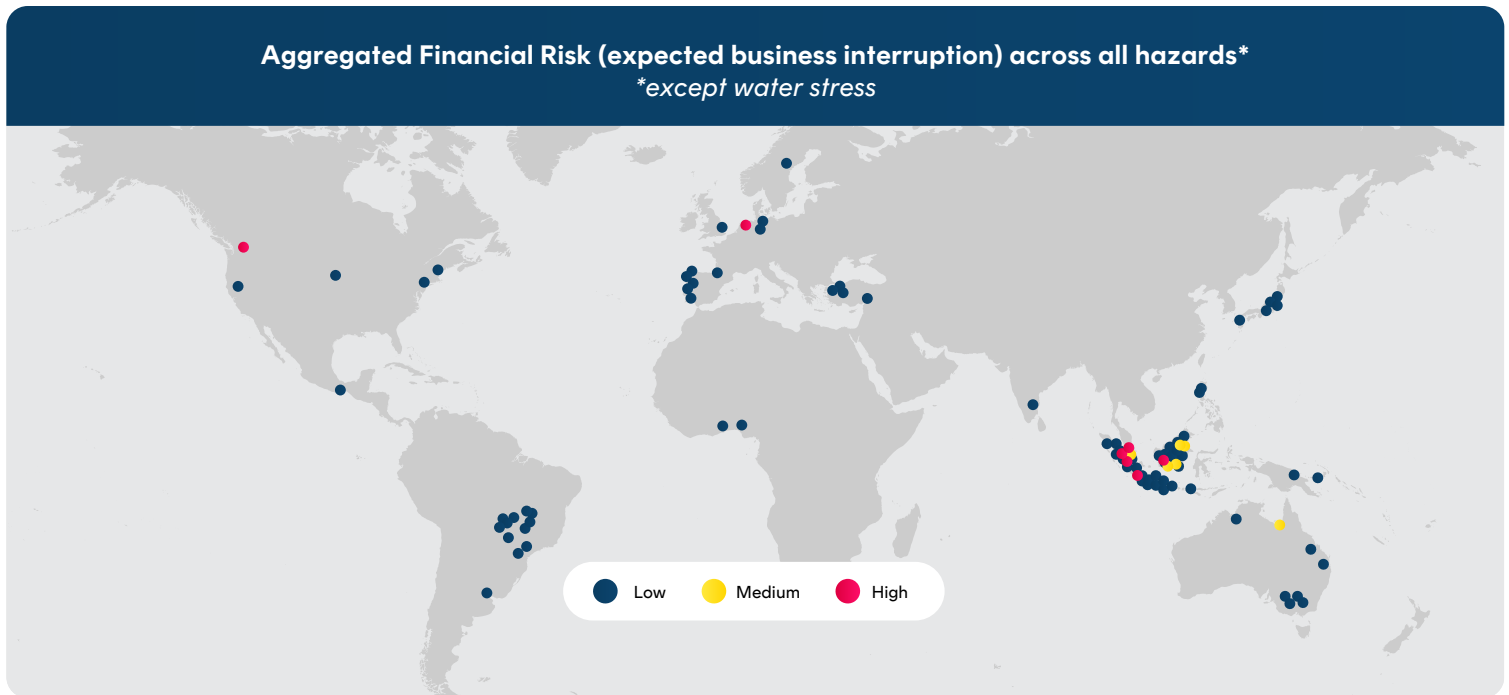 Aggregated Financial Risk (expected business interruption) across all hazards*
*except water stress
Low
Medium
High